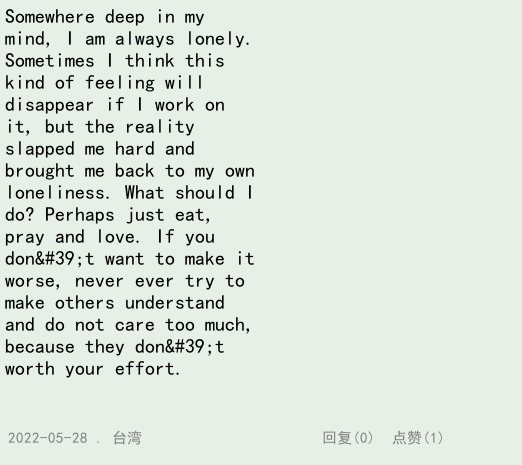 Somewhere deep in my
mind, I am always lonely.
Sometimes I think this
kind of feeling will
disappear if I work on
it, but the reality
slapped me hard and
brought me back to my own
loneliness. What should I
do? Perhaps just eat,
pray and love. If you
don&#39;t want to make it
worse, never ever try to
make others understand
and do not care too much,
because they don&#39;t
worth your effort.
2022-05-28 . 台湾 回复(0) 点赞(1)